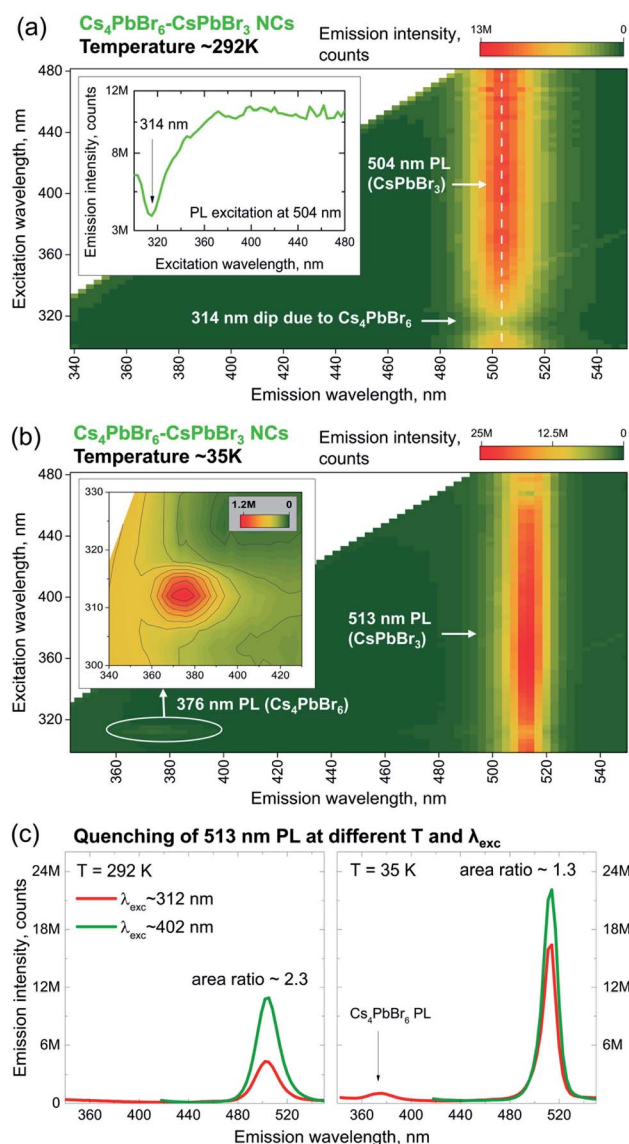 (a) Cs₄PbBr₆-CsPbBr₃ NCs
Temperature ~292K
Emission intensity, counts
13M 0
Excitation wavelength, nm
480
460
440
420
400
380
360
340
320
12M
8M
3M
Emission intensity, counts
314 nm
PL excitation at 504 nm
320 360 400 440 480
Excitation wavelength, nm
504 nm PL
(CsPbBr₃)
314 nm dip due to Cs₄PbBr₆
340 360 380 400 420 440 460 480 500 520 540
Emission wavelength, nm
(b) Cs₄PbBr₆-CsPbBr₃ NCs
Temperature ~35K
Emission intensity, counts
25M 12.5M 0
Excitation wavelength, nm
480
460
440
420
400
380
360
340
320
330
320
310
300
1.2M 0
340 360 380 400 420
513 nm PL
(CsPbBr₃)
376 nm PL (Cs₄PbBr₆)
360 380 400 420 440 460 480 500 520 540
Emission wavelength, nm
(c) Quenching of 513 nm PL at different T and λexc
Emission intensity, counts
24M
18M
12M
6M
0
T = 292 K
λexc~312 nm
λexc~402 nm
area ratio ~ 2.3
360 400 440 480 520
T = 35 K
area ratio ~ 1.3
Cs₄PbBr₆ PL
24M
18M
12M
6M
360 400 440 480 520
Emission wavelength, nm